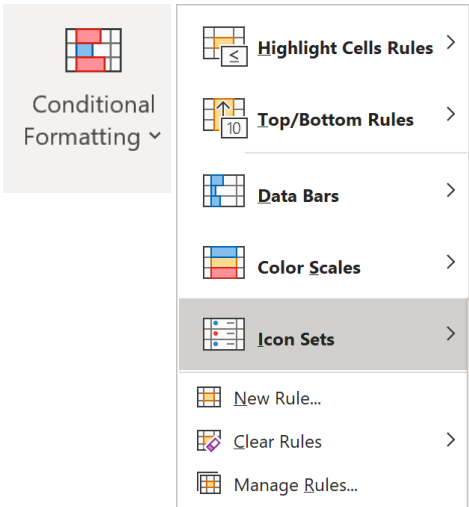 Conditional
Formatting
Highlight Cells Rules
≤
Top/Bottom Rules
10
Data Bars
Color Scales
Icon Sets
New Rule...
Clear Rules
Manage Rules...